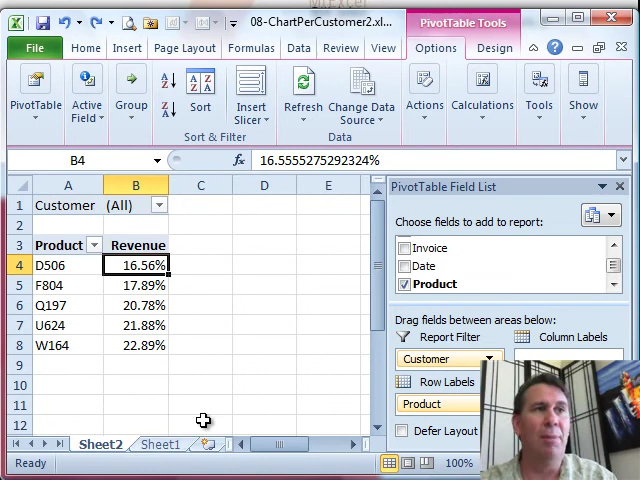 MrExcel
08-ChartPerCustomer2.xl...
PivotTable Tools
File Home Insert Page Layout Formulas Data Review View Options Design
PivotTable
Active Field
Group
Sort
Insert Slicer
Refresh
Change Data Source
Actions
Calculations
Tools
Show
Sort & Filter
Data
B4
fx
16.5555275292324%
A B C D E
1 Customer (All)
2
3 Product Revenue
4 D506 16.56%
5 F804 17.89%
6 Q197 20.78%
7 U624 21.88%
8 W164 22.89%
9
10
11
12
PivotTable Field List
Choose fields to add to report:
Invoice
Date
Product
Drag fields between areas below:
Report Filter
Column Labels
Customer
Row Labels
Product
Defer Layout
Sheet2 Sheet1
Ready
100%